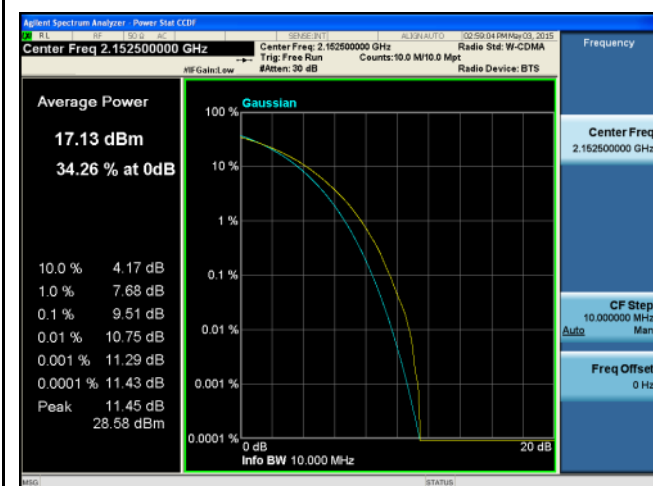 Agilent Spectrum Analyzer - Power Stat CCDF
RL RF 50 Ω AC SENSE:INT ALIGNAUTO 02:59:04 PM May 03, 2015
Center Freq 2.152500000 GHz
Center Freq: 2.152500000 GHz Radio Std: W-CDMA
Trig: Free Run Counts:10.0 M/10.0 Mpt
#IFGain:Low #Atten: 30 dB Radio Device: BTS
Frequency
Average Power
17.13 dBm
34.26 % at 0dB
10.0 % 4.17 dB
1.0 % 7.68 dB
0.1 % 9.51 dB
0.01 % 10.75 dB
0.001 % 11.29 dB
0.0001 % 11.43 dB
Peak 11.45 dB
28.58 dBm
Gaussian
100 %
10 %
1 %
0.1 %
0.01 %
0.001 %
0.0001 %
0 dB 20 dB
Info BW 10.000 MHz
Center Freq
2.152500000 GHz
CF Step
10.000000 MHz
Auto Man
Freq Offset
0 Hz
MSG STATUS